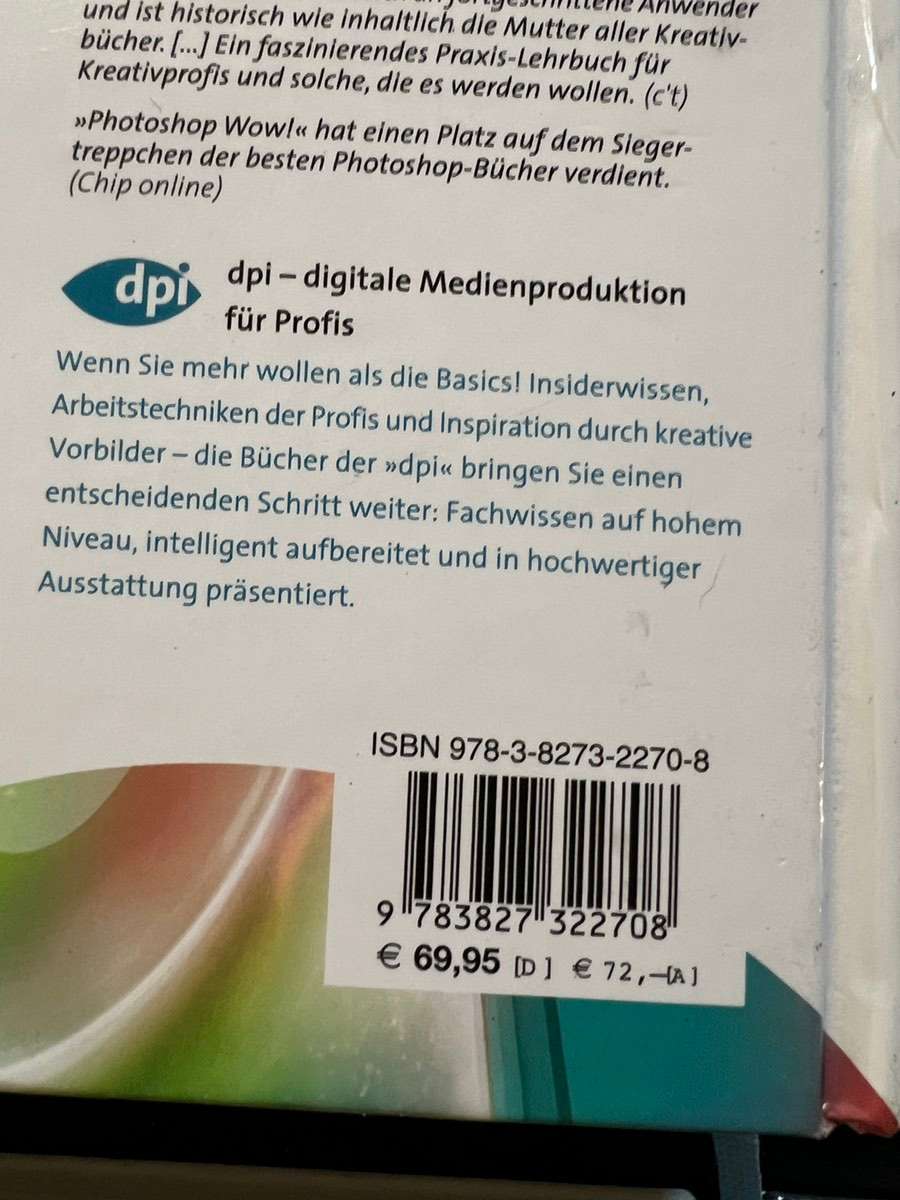 fortgeschrittene Anwender
und ist historisch wie inhaltlich die Mutter aller Kreativ-
bücher. [...] Ein faszinierendes Praxis-Lehrbuch für
Kreativprofis und solche, die es werden wollen. (c't)
»Photoshop Wow!« hat einen Platz auf dem Sieger-
treppchen der besten Photoshop-Bücher verdient.
(Chip online)
dpi
dpi – digitale Medienproduktion
für Profis
Wenn Sie mehr wollen als die Basics! Insiderwissen,
Arbeitstechniken der Profis und Inspiration durch kreative
Vorbilder – die Bücher der »dpi« bringen Sie einen
entscheidenden Schritt weiter: Fachwissen auf hohem
Niveau, intelligent aufbereitet und in hochwertiger
Ausstattung präsentiert.
ISBN 978-3-8273-2270-8
9 783827 322708
€ 69,95 [D] € 72,–[A]